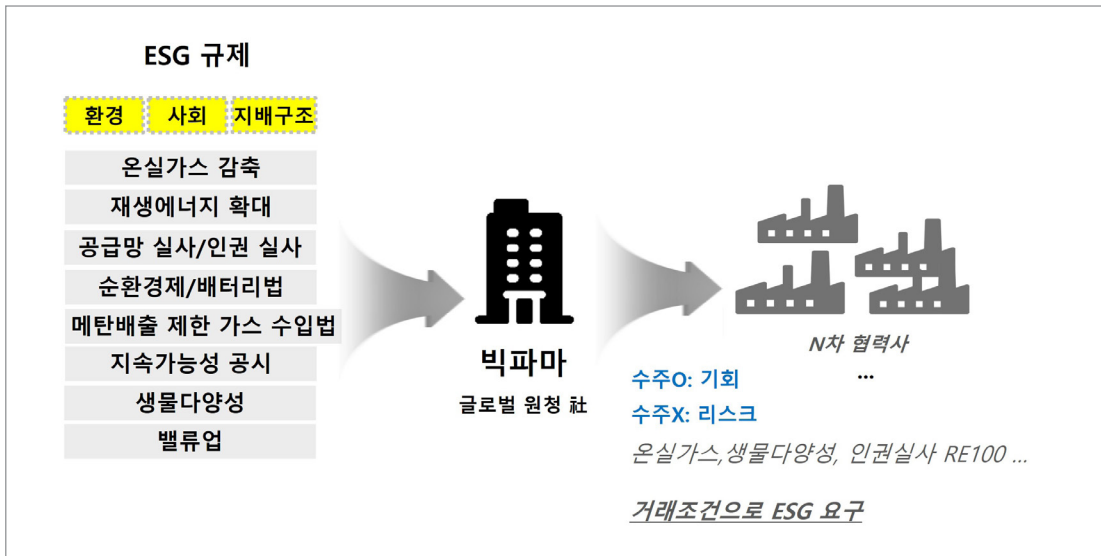 ESG 규제
환경 사회 지배구조
온실가스 감축
재생에너지 확대
공급망 실사/인권 실사
순환경제/배터리법
메탄배출 제한 가스 수입법
지속가능성 공시
생물다양성
밸류업
빅파마
글로벌 원청 社
N차 협력사
...
수주O: 기회
수주X: 리스크
온실가스,생물다양성, 인권실사 RE100 ...
거래조건으로 ESG 요구